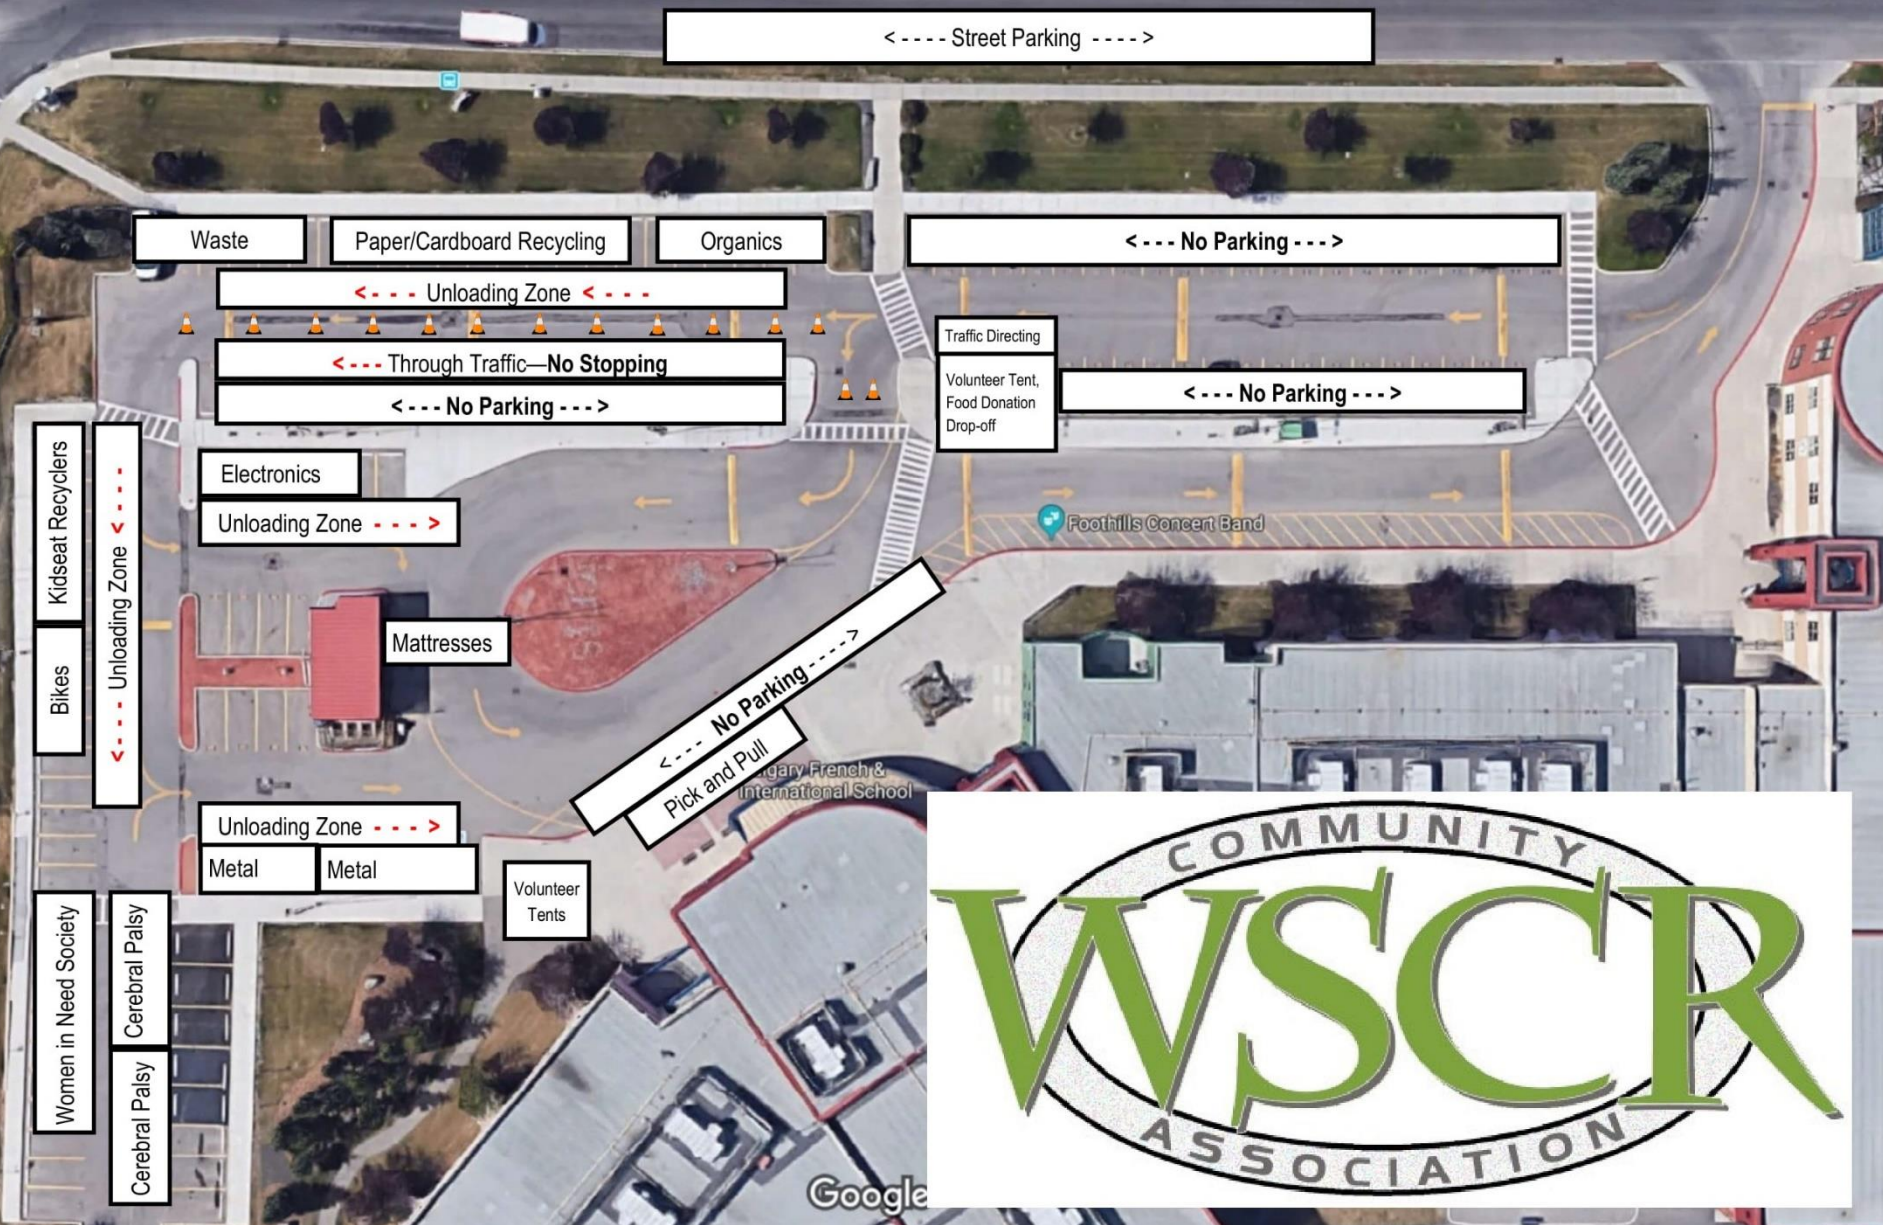 < - - - - Street Parking - - - - >
Waste
Paper/Cardboard Recycling
Organics
< - - - No Parking - - - >
< - - - Unloading Zone < - - -
Traffic Directing
< - - - Through Traffic—No Stopping
Volunteer Tent,
Food Donation
Drop-off
< - - - No Parking - - - >
< - - - No Parking - - - >
Kidseat Recyclers
< - - - - Unloading Zone < - - - -
Electronics
Unloading Zone - - - >
Foothills Concert Band
Bikes
Mattresses
< - - - - No Parking - - - - >
Pick and Pull
gary French &
International School
Unloading Zone - - - >
Metal
Metal
Volunteer
Tents
Women in Need Society
Cerebral Palsy
Cerebral Palsy
COMMUNITY
WSCR
ASSOCIATION
Google